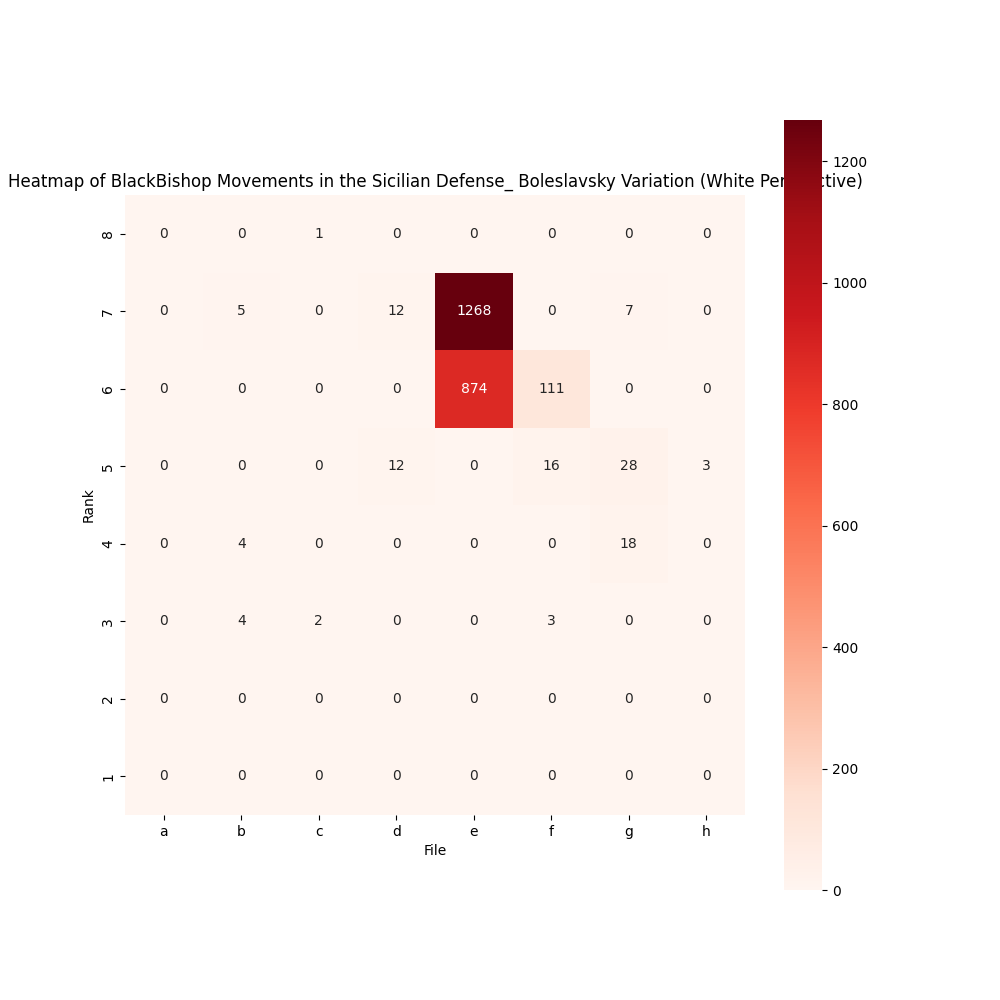 Heatmap of BlackBishop Movements in the Sicilian Defense_ Boleslavsky Variation (White Per tive)
8 0 0 1 0 0 0 0 0
7 0 5 0 12 1268 0 7 0
6 0 0 0 0 874 111 0 0
5 0 0 0 12 0 16 28 3
4 0 4 0 0 0 0 18 0
3 0 4 2 0 0 3 0 0
2 0 0 0 0 0 0 0 0
1 0 0 0 0 0 0 0 0
a b c d e f g h
File
Rank
1200
1000
800
600
400
200
0